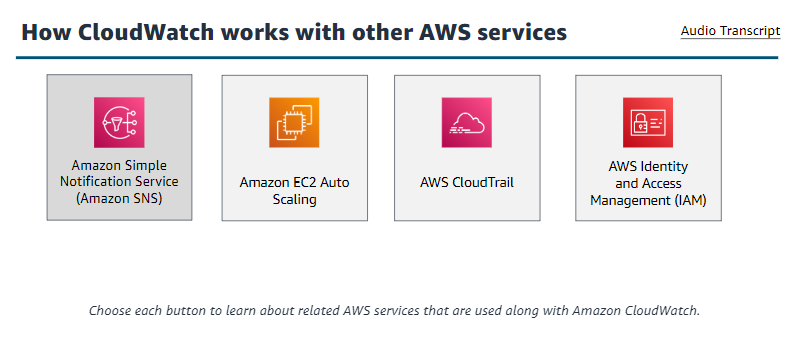 How CloudWatch works with other AWS services
Audio Transcript
Amazon Simple
Notification Service
(Amazon SNS)
Amazon EC2 Auto
Scaling
AWS CloudTrail
AWS Identity
and Access
Management (IAM)
Choose each button to learn about related AWS services that are used along with Amazon CloudWatch.